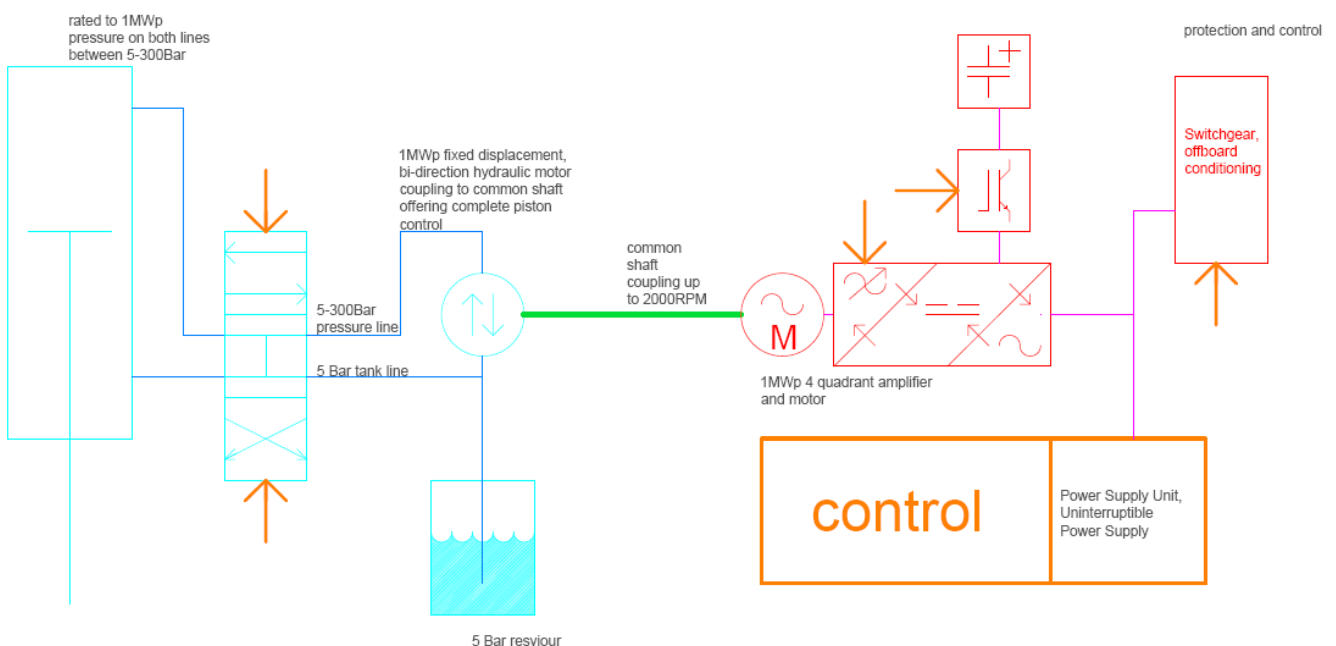 rated to 1MWp
pressure on both lines
between 5-300Bar
protection and control
Switchgear,
offboard
conditioning
1MWp fixed displacement,
bi-direction hydraulic motor
coupling to common shaft
offering complete piston
control
common
shaft
coupling up
to 2000RPM
5-300Bar
pressure line
5 Bar tank line
M
1MWp 4 quadrant amplifier
and motor
control
Power Supply Unit,
Uninterruptible
Power Supply
5 Bar resviour